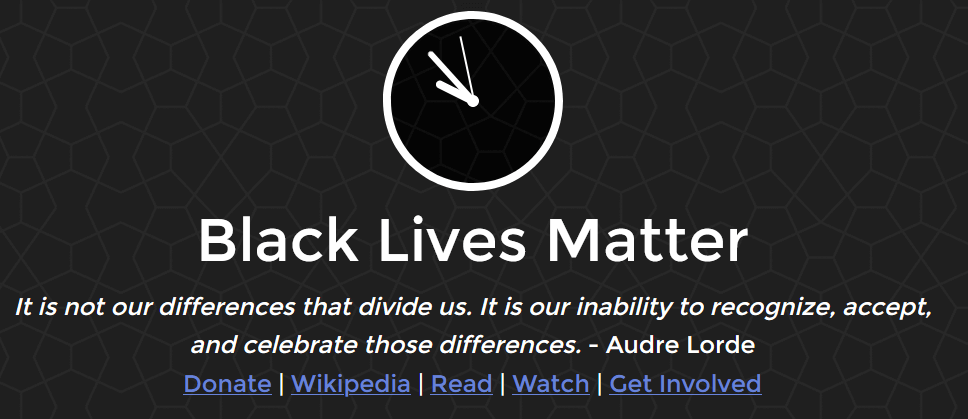 Black Lives Matter
It is not our differences that divide us. It is our inability to recognize, accept,
and celebrate those differences. - Audre Lorde
Donate | Wikipedia | Read | Watch | Get Involved